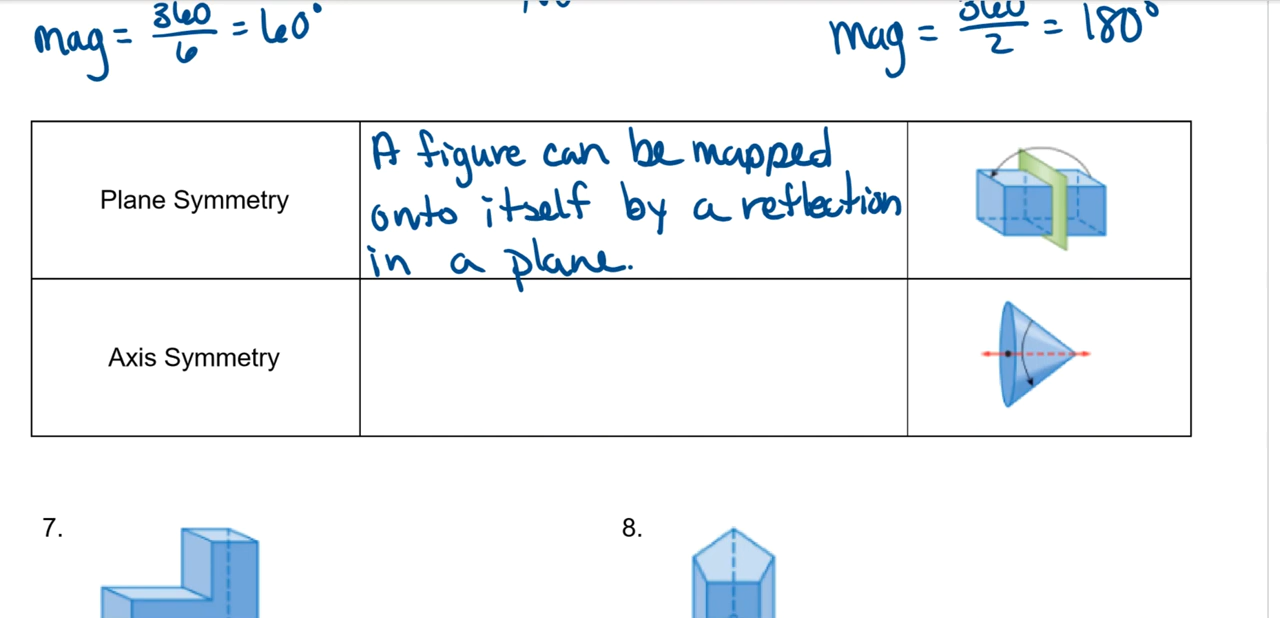 mag = 360/6 = 60°
mag = 360/2 = 180°
Plane Symmetry
A figure can be mapped
onto itself by a reflection
in a plane.
Axis Symmetry
7.
8.